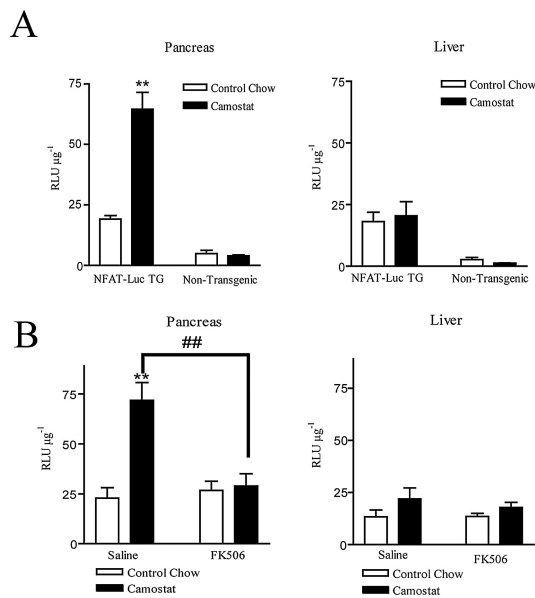 A
Pancreas
Liver
75
50
25
0
RLU µg-1
**
Control Chow
Camostat
NFAT-Luc TG
Non-Transgenic
75
50
25
0
RLU µg-1
Control Chow
Camostat
NFAT-Luc TG
Non-Transgenic
B
Pancreas
Liver
##
**
75
50
25
0
RLU µg-1
Saline
FK506
Control Chow
Camostat
75
50
25
0
RLU µg-1
Saline
FK506
Control Chow
Camostat